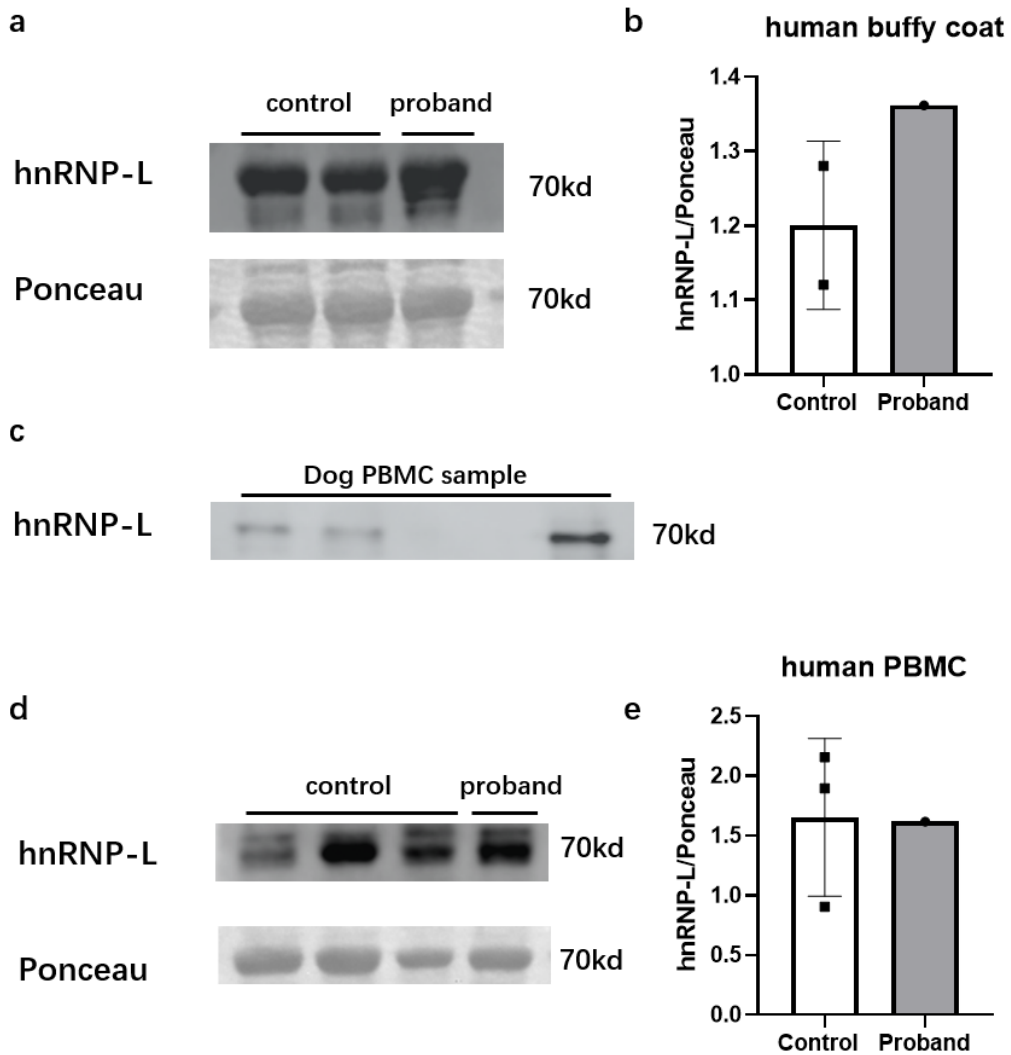 a
control
proband
hnRNP-L
70kd
Ponceau
70kd
b
human buffy coat
hnRNP-L/Ponceau
1.4
1.3
1.2
1.1
1.0
Control
Proband
c
Dog PBMC sample
hnRNP-L
70kd
d
control
proband
hnRNP-L
70kd
Ponceau
70kd
e
human PBMC
hnRNP-L/Ponceau
2.5
2.0
1.5
1.0
0.5
0.0
Control
Proband